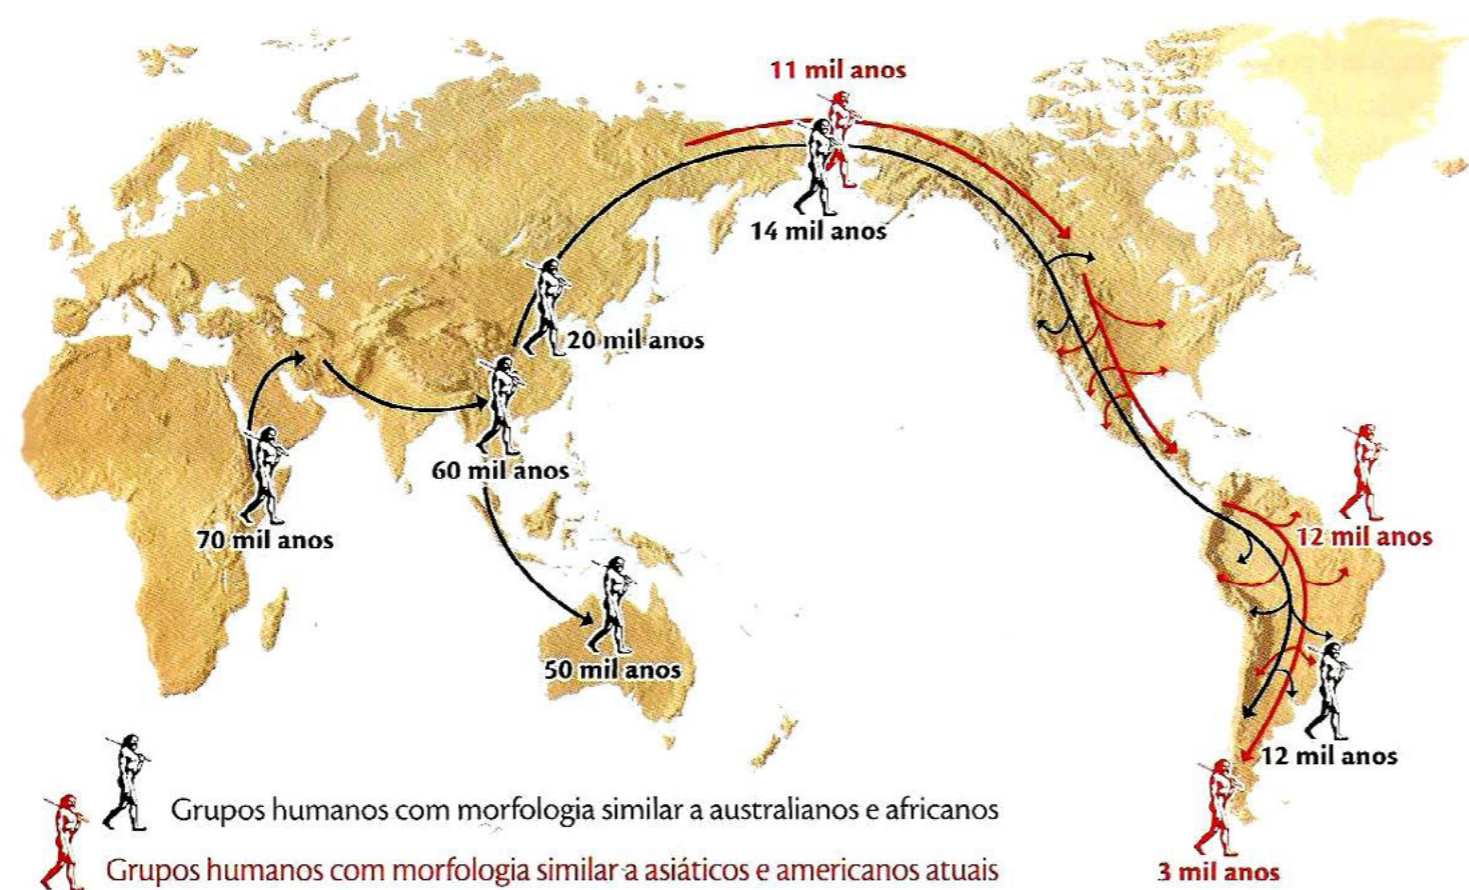 11 mil anos
14 mil anos
20 mil anos
60 mil anos
70 mil anos
12 mil anos
50 mil anos
12 mil anos
Grupos humanos com morfologia similar a australianos e africanos
Grupos humanos com morfologia similar a asiáticos e americanos atuais
3 mil anos